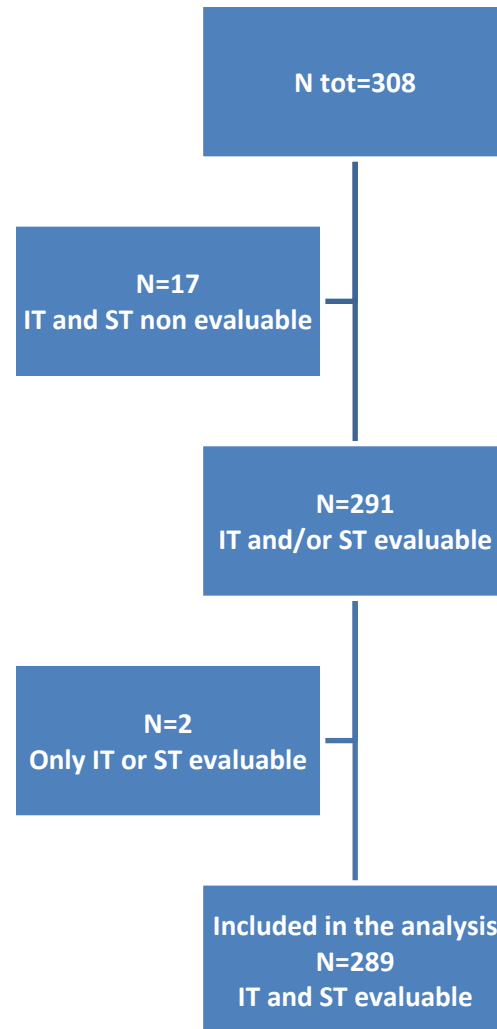 N tot=308
N=17
IT and ST non evaluable
N=291
IT and/or ST evaluable
N=2
Only IT or ST evaluable
Included in the analysis
N=289
IT and ST evaluable